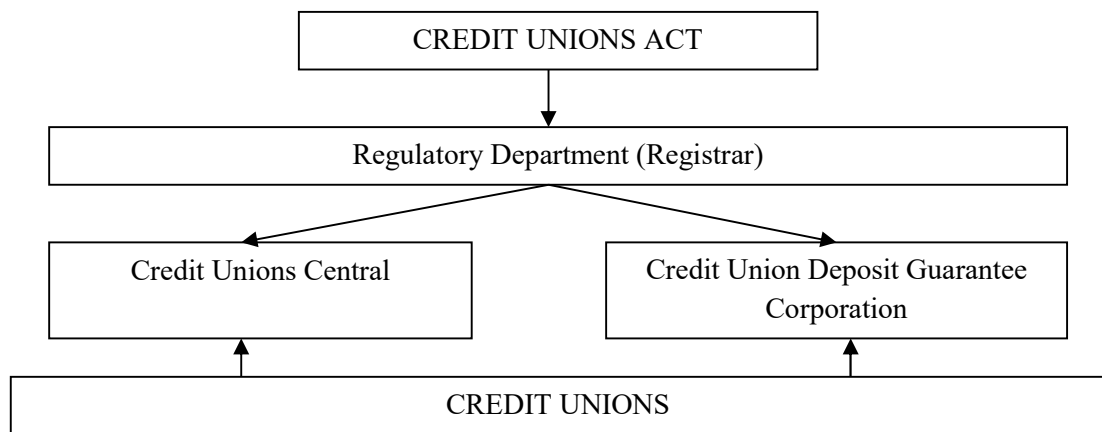 CREDIT UNIONS ACT
Regulatory Department (Registrar)
Credit Unions Central
Credit Union Deposit Guarantee
Corporation
CREDIT UNIONS